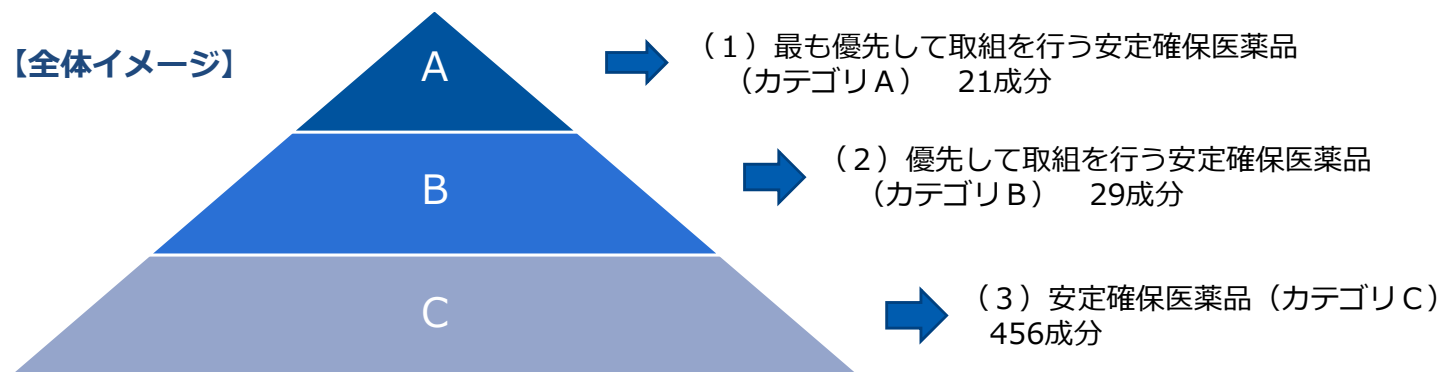 【全体イメージ】
A
(1)最も優先して取組を行う安定確保医薬品
(カテゴリA) 21成分
B
(2)優先して取組を行う安定確保医薬品
(カテゴリB) 29成分
C
(3)安定確保医薬品(カテゴリC)
456成分